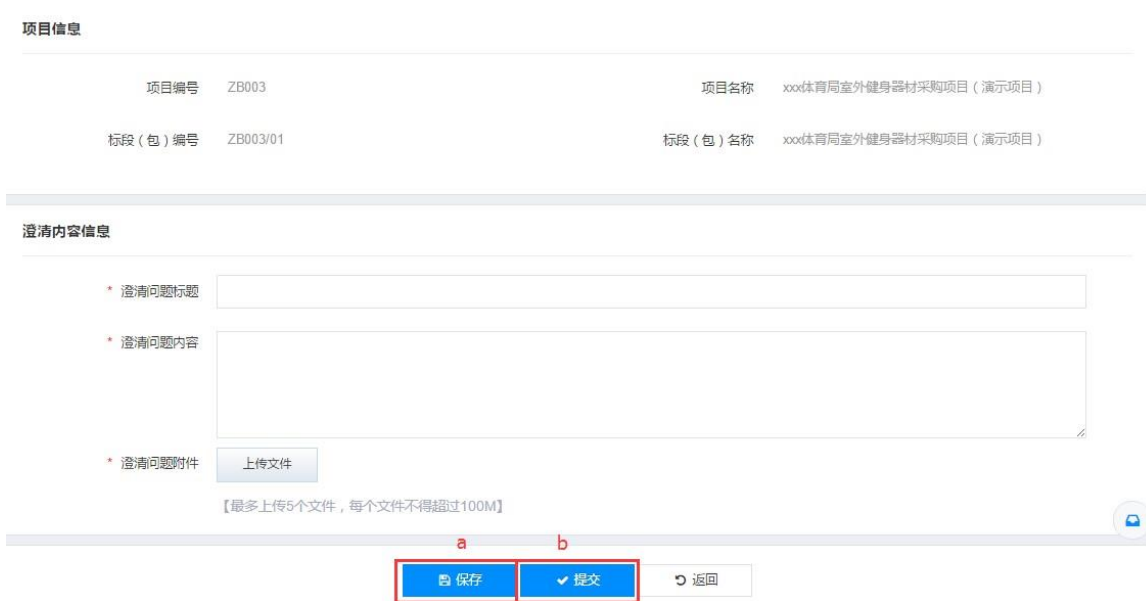 项目信息
项目编号 ZB003 项目名称 xxx体育局室外健身器材采购项目（演示项目）
标段（包）编号 ZB003/01 标段（包）名称 xxx体育局室外健身器材采购项目（演示项目）
澄清内容信息
* 澄清问题标题
* 澄清问题内容
* 澄清问题附件 上传文件
【最多上传5个文件，每个文件不得超过100M】
a b
保存 提交 返回